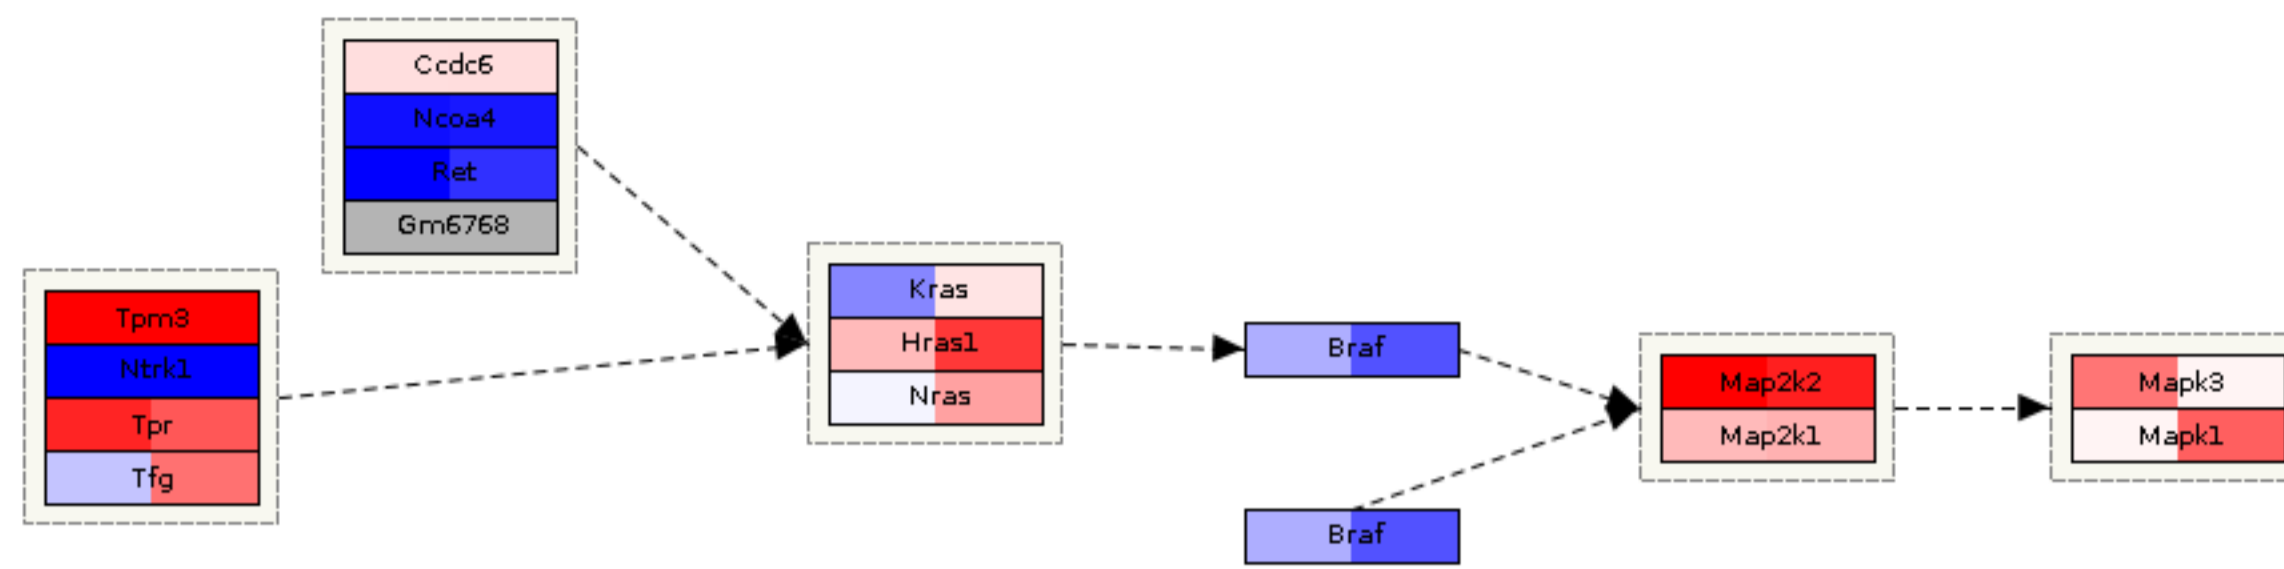 Ccdc6
Ncoa4
Ret
Gm6768
Tpm3
Ntrk1
Tpr
Tfg
Kras
Hras1
Nras
Braf
Braf
Map2k2
Map2k1
Mapk3
Mapk1